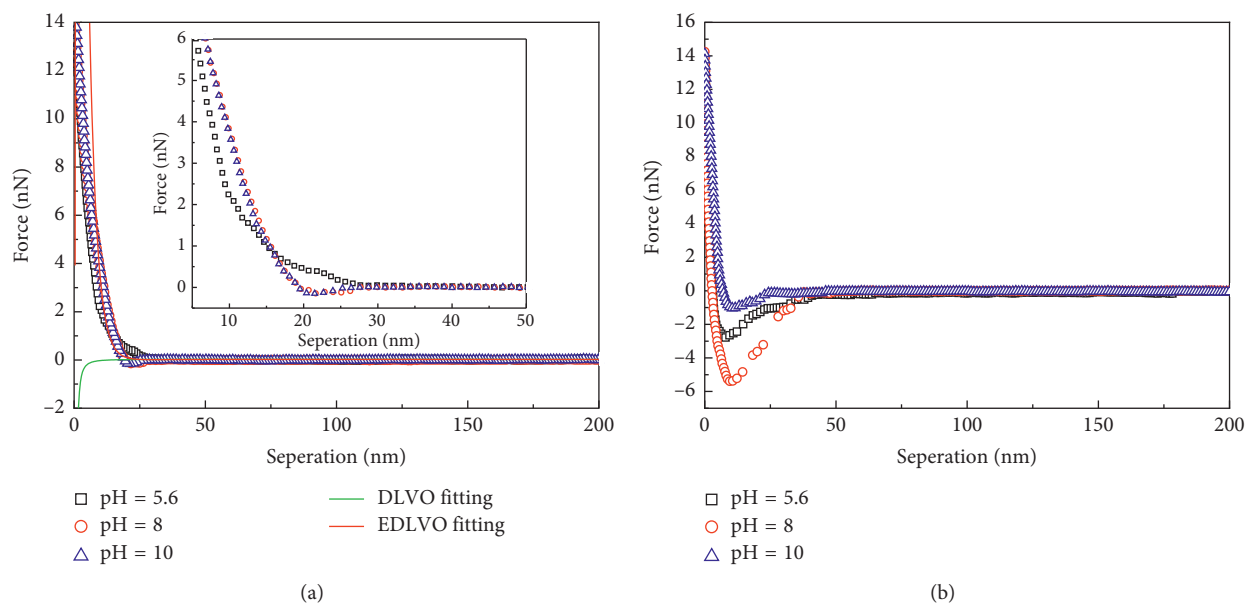 14
12
10
8
6
4
2
0
−2
Force (nN)
0
50
100
150
200
Seperation (nm)
6
5
4
3
2
1
0
Force (nN)
10
20
30
40
50
Seperation (nm)
pH = 5.6
pH = 8
pH = 10
DLVO fitting
EDLVO fitting
(a)
16
14
12
10
8
6
4
2
0
−2
−4
−6
Force (nN)
0
50
100
150
200
Seperation (nm)
pH = 5.6
pH = 8
pH = 10
(b)